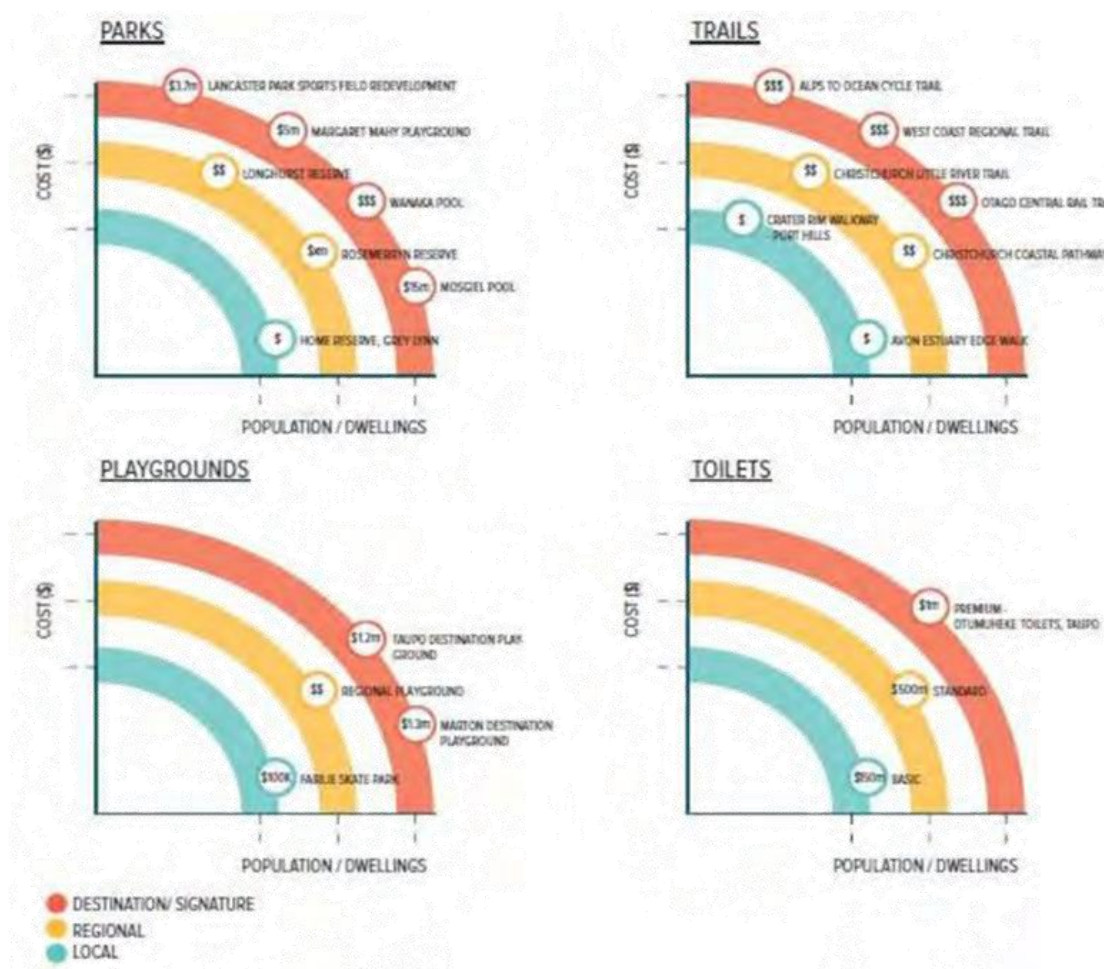 PARKS
$3.7m LANCASTER PARK SPORTS FIELD REDEVELOPMENT
$5m MARGARET MAHY PLAYGROUND
$$ LONGHURST RESERVE
$$$ WANAKA POOL
ROSEMERRYN RESERVE
$15m MOSGIEL POOL
$ HOME RESERVE, GREY LYNN
COST ($)
POPULATION / DWELLINGS
TRAILS
$$$ ALPS TO OCEAN CYCLE TRAIL
$$$ WEST COAST REGIONAL TRAIL
$$ CHRISTCHURCH LITTLE RIVER TRAIL
$$$ OTAGO CENTRAL RAIL TR
$ CRATER RIM WALKWAY
PORT HILLS
$$ CHRISTCHURCH COASTAL PATHWAY
$ AVON ESTUARY EDGE WALK
COST ($)
POPULATION / DWELLINGS
PLAYGROUNDS
$1.2m TAUPO DESTINATION PLAY-
GROUND
$$ REGIONAL PLAYGROUND
$1.3m MARTON DESTINATION
PLAYGROUND
$100K FAIRLIE SKATE PARK
COST ($)
POPULATION / DWELLINGS
TOILETS
$1m PREMIUM-
OTUMUHEKE TOILETS, TAUPO
$500m STANDARD
$150m BASIC
COST ($)
POPULATION / DWELLINGS
DESTINATION/ SIGNATURE
REGIONAL
LOCAL